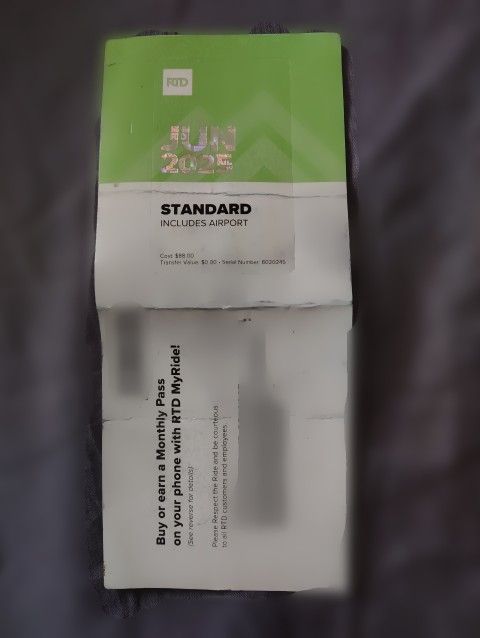 RTD
JUN
2025
STANDARD
INCLUDES AIRPORT
Cost: $88.00
Transfer Value: $0.00 • Serial Number: 8020245
Buy or earn a Monthly Pass
on your phone with RTD MyRide!
(See reverse for details)
Please Respect the Ride and be courteous
to all RTD customers and employees.